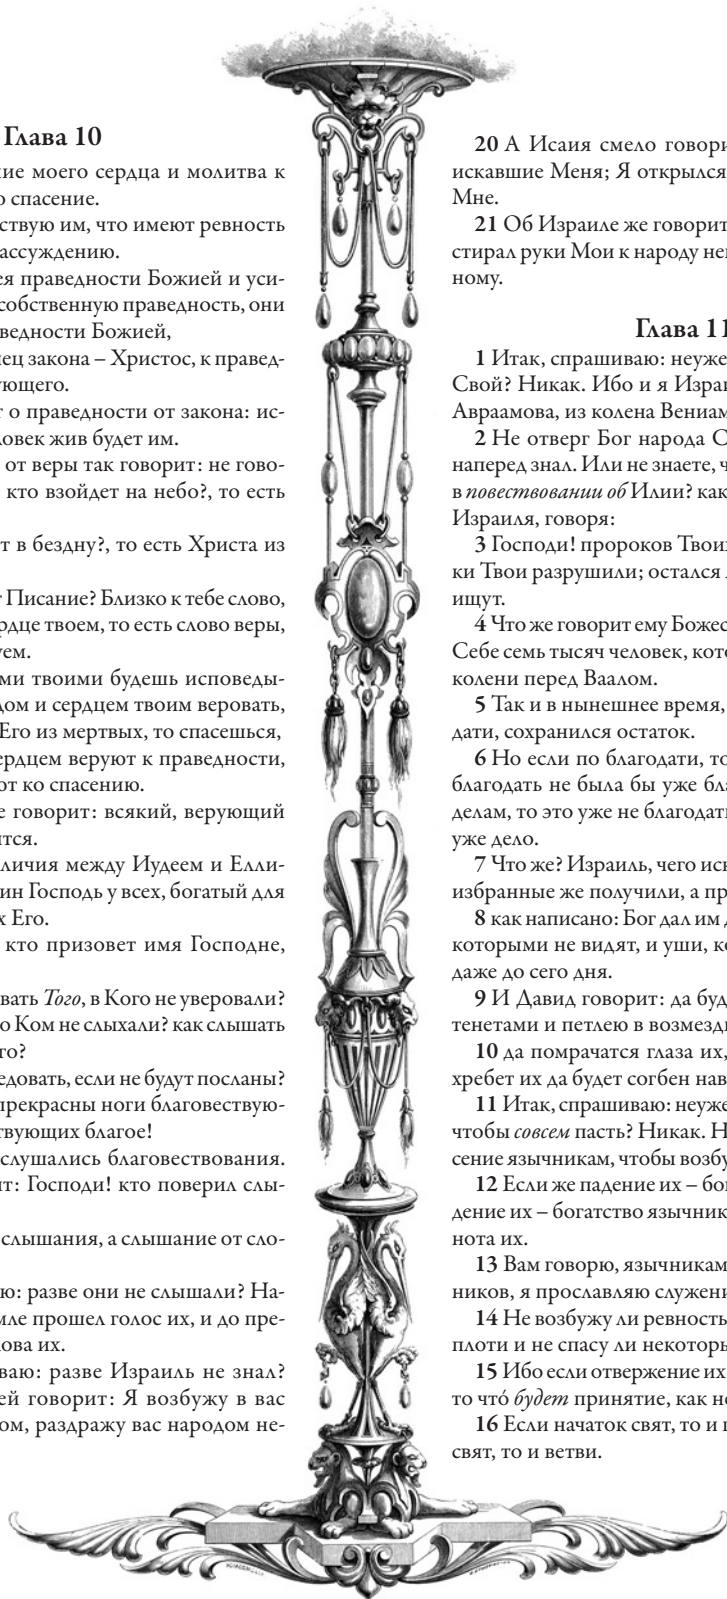 Глава 10
ние моего сердца и молитва к
о спасение.
ствую им, что имеют ревность
ассуждению.
ея праведности Божией и уси-
собственную праведность, они
ведности Божией,
ец закона – Христос, к правед-
ующего.
т о праведности от закона: ис-
ловек жив будет им.
от веры так говорит: не гово-
кто взойдет на небо?, то есть
т в бездну?, то есть Христа из
т Писание? Близко к тебе слово,
рдце твоем, то есть слово веры,
уем.
ми твоими будешь исповеды-
дом и сердцем твоим веровать,
Его из мертвых, то спасешься,
ердцем веруют к праведности,
ют ко спасению.
е говорит: всякий, верующий
ится.
личия между Иудеем и Елли-
ин Господь у всех, богатый для
х Его.
кто призовет имя Господне,
вать Того, в Кого не уверовали?
о Ком не слыхали? как слышать
го?
едовать, если не будут посланы?
прекрасны ноги благовествую-
твующих благое!
слушались благовествования.
ит: Господи! кто поверил слы-
слышания, а слышание от сло-
ю: разве они не слышали? На-
мле прошел голос их, и до пре-
лова их.
ваю: разве Израиль не знал?
ей говорит: Я возбужу в вас
ом, раздражу вас народом не-
20 А Исаия смело говори
искавшие Меня; Я открылся
Мне.
21 Об Израиле же говорит
стирал руки Мои к народу не
ному.
Глава 11
1 Итак, спрашиваю: неуже
Свой? Никак. Ибо и я Изра
Авраамова, из колена Вениам
2 Не отверг Бог народа С
наперед знал. Или не знаете, ч
в повествовании об Илии? как
Израиля, говоря:
3 Господи! пророков Твоих
ки Твои разрушили; остался
ищут.
4 Что же говорит ему Божес
Себе семь тысяч человек, кот
колени перед Ваалом.
5 Так и в нынешнее время,
дати, сохранился остаток.
6 Но если по благодати, то
благодать не была бы уже бла
делам, то это уже не благодать
уже дело.
7 Что же? Израиль, чего иск
избранные же получили, а пр
8 как написано: Бог дал им д
которыми не видят, и уши, ко
даже до сего дня.
9 И Давид говорит: да буд
тенетами и петлею в возмезди
10 да помрачатся глаза их,
хребет их да будет согбен нав
11 Итак, спрашиваю: неуже
чтобы совсем пасть? Никак. Н
сение язычникам, чтобы возбу
12 Если же падение их – бог
дение их – богатство язычник
нота их.
13 Вам говорю, язычникам
ников, я прославляю служени
14 Не возбужу ли ревность
плоти и не спасу ли некоторы
15 Ибо если отвержение их
то что́ будет принятие, как не
16 Если начаток свят, то и
свят, то и ветви.